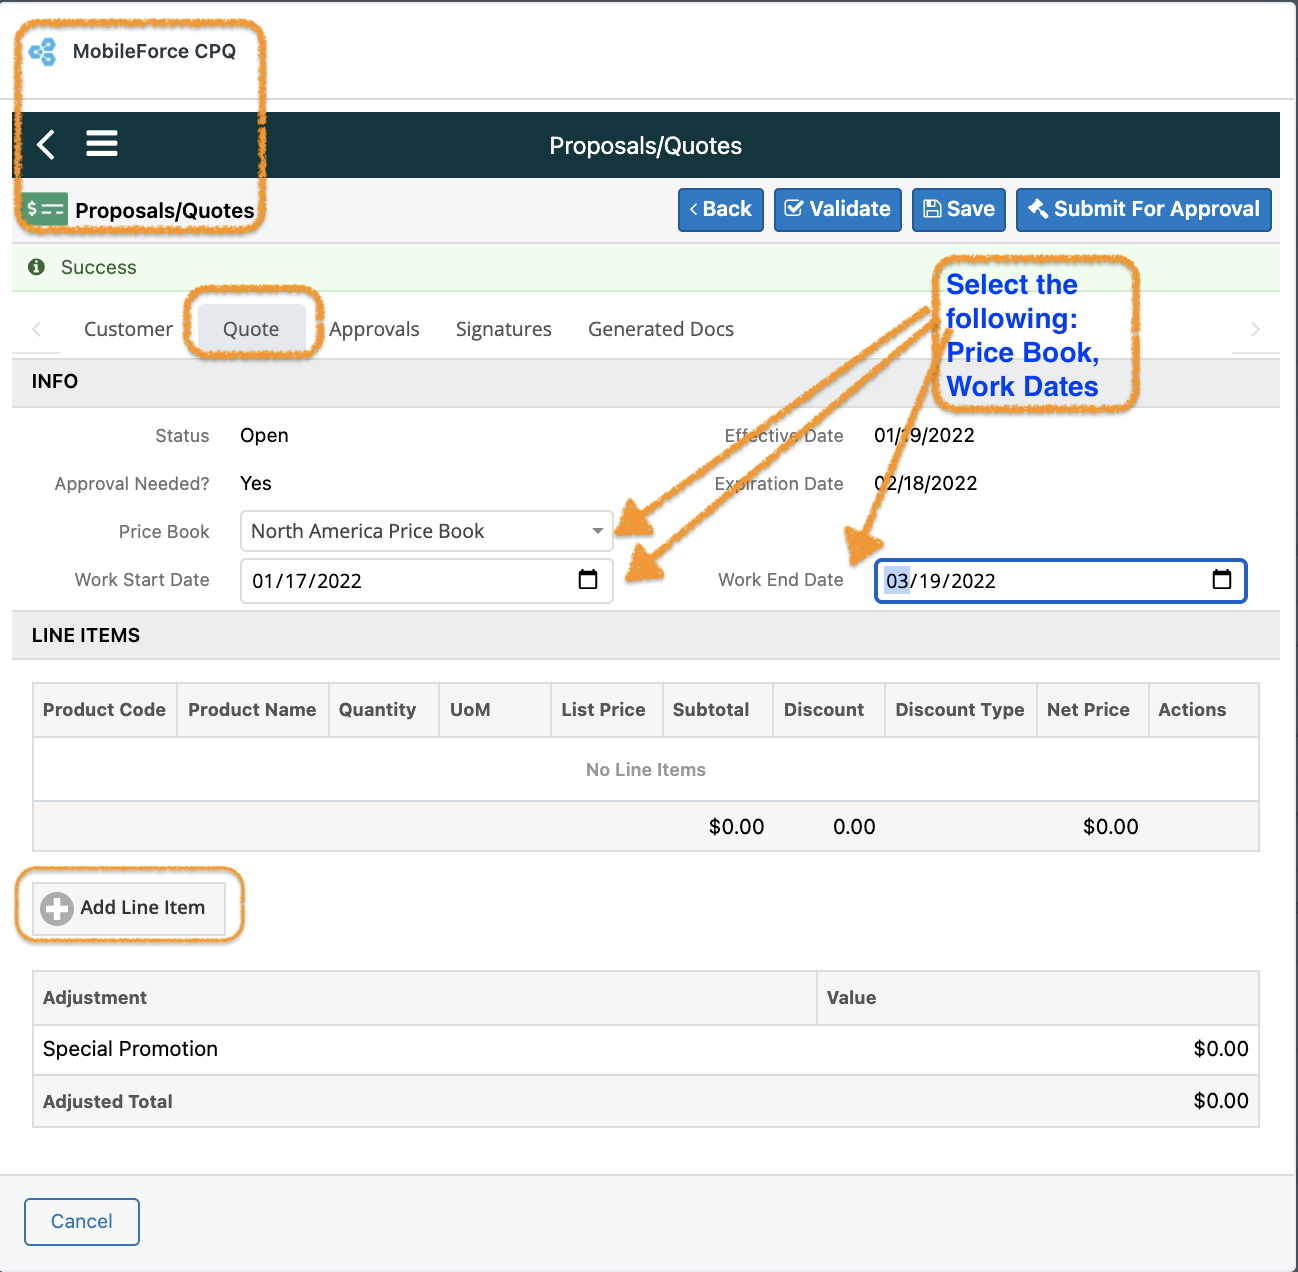 MobileForce CPQ
Proposals/Quotes
Proposals/Quotes
Back Validate Save Submit For Approval
Success
Customer Quote Approvals Signatures Generated Docs
Select the
following:
Price Book,
Work Dates
INFO
Status Open Effective Date 01/19/2022
Approval Needed? Yes Expiration Date 02/18/2022
Price Book North America Price Book
Work Start Date 01/17/2022 Work End Date 03/19/2022
LINE ITEMS
Product Code Product Name Quantity UoM List Price Subtotal Discount Discount Type Net Price Actions
No Line Items
$0.00 0.00 $0.00
Add Line Item
Adjustment Value
Special Promotion $0.00
Adjusted Total $0.00
Cancel